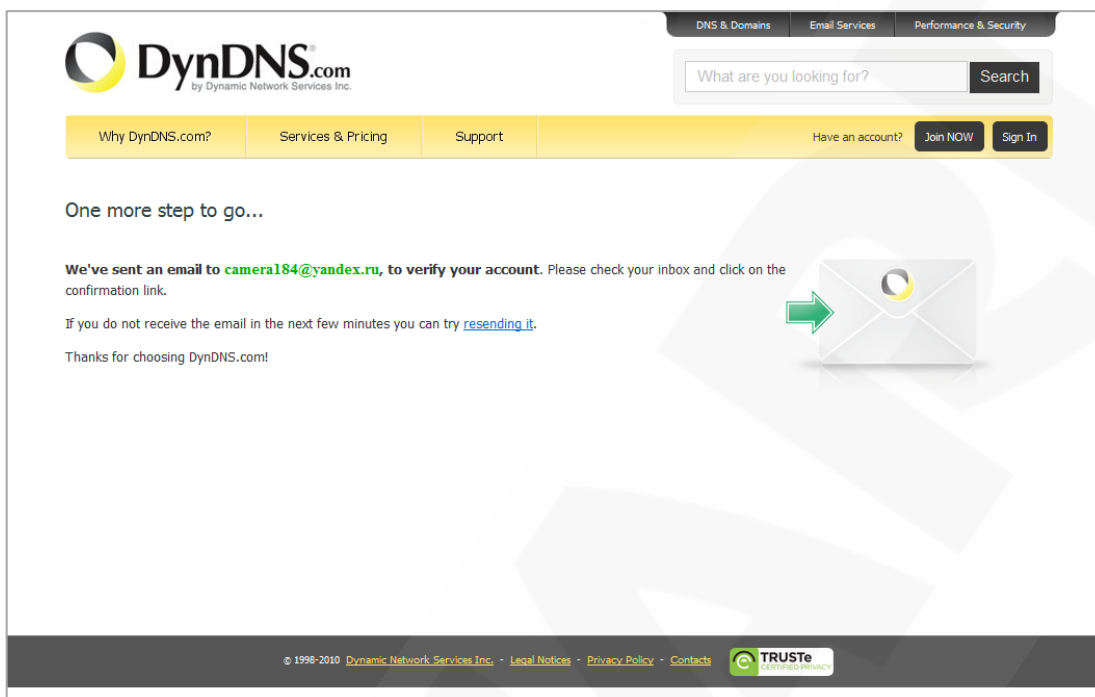 DNS & Domains Email Services Performance & Security
DynDNS.com
by Dynamic Network Services Inc.
What are you looking for? Search
Why DynDNS.com? Services & Pricing Support Have an account? Join NOW Sign In
One more step to go...
We've sent an email to camera184@yandex.ru, to verify your account. Please check your inbox and click on the
confirmation link.
If you do not receive the email in the next few minutes you can try resending it.
Thanks for choosing DynDNS.com!
© 1998-2010 Dynamic Network Services Inc. - Legal Notices - Privacy Policy - Contacts TRUSTe
CERTIFIED PRIVACY